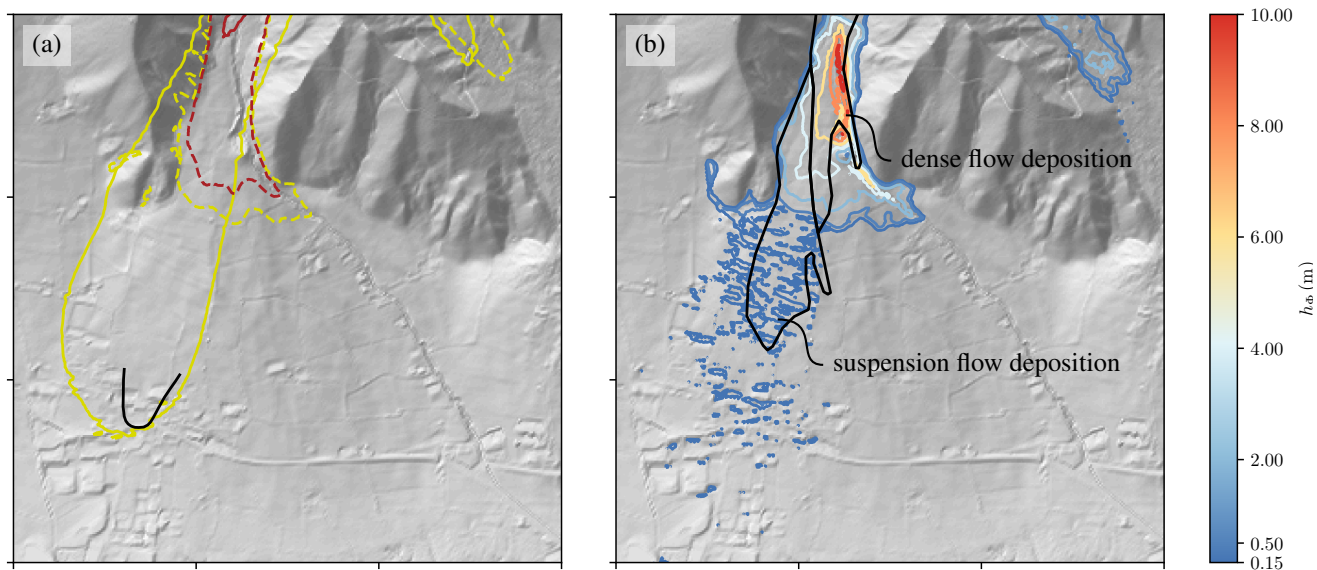 (a)
(b)
dense flow deposition
suspension flow deposition
10.00
8.00
6.00
4.00
2.00
0.50
0.15
h_Φ (m)